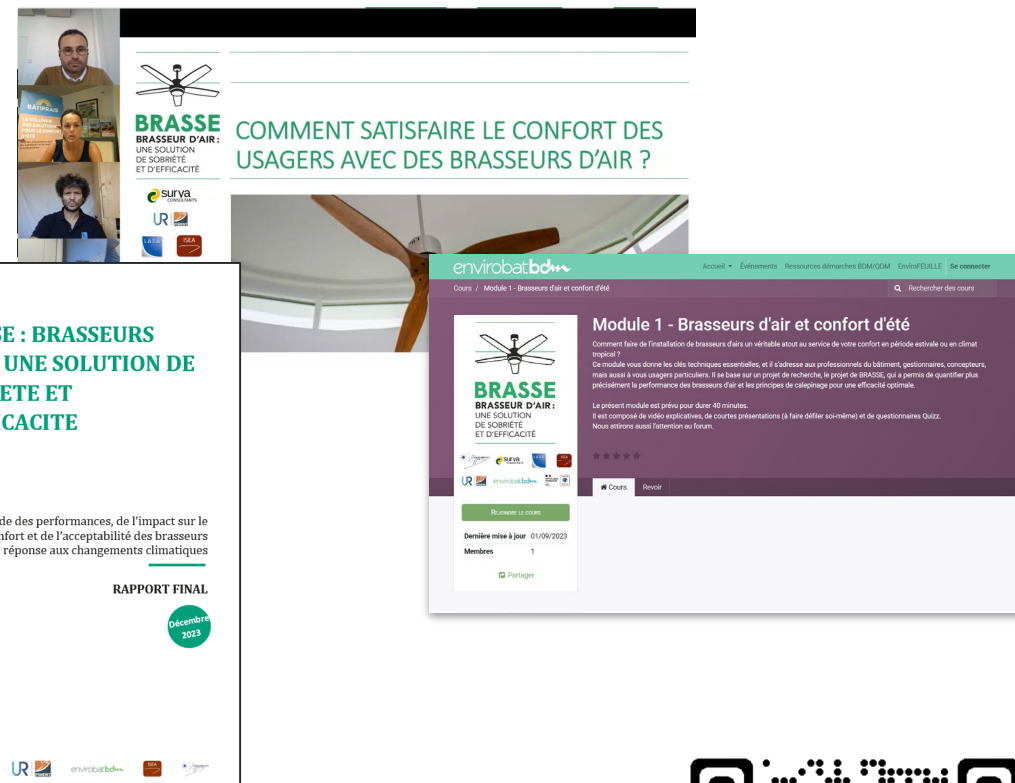 BATIFRAIS
BRASSE
BRASSEUR D'AIR :
UNE SOLUTION
DE SOBRIÉTÉ
ET D'EFFICACITÉ
surya
CONSULTANTS
UR
LASA
ISEA
COMMENT SATISFAIRE LE CONFORT DES
USAGERS AVEC DES BRASSEURS D'AIR ?
SE : BRASSEURS
UNE SOLUTION DE
ETE ET
CACITE
de des performances, de l'impact sur le
nfort et de l'acceptabilité des brasseurs
réponse aux changements climatiques
RAPPORT FINAL
Décembre
2023
UR
envirobatbdm
ISEA
envirobatbdm
Accueil Événements Ressources démarches BDM/QDM EnviroFEUILLE Se connecter
Cours / Module 1 - Brasseurs d'air et confort d'été
Rechercher des cours
BRASSE
BRASSEUR D'AIR :
UNE SOLUTION
DE SOBRIÉTÉ
ET D'EFFICACITÉ
surya
UR
envirobatbdm
Rejoindre le cours
Dernière mise à jour 01/09/2023
Membres 1
Partager
Module 1 - Brasseurs d'air et confort d'été
Comment faire de l'installation de brasseurs d'airs un véritable atout au service de votre confort en période estivale ou en climat
tropical ?
Ce module vous donne les clés techniques essentielles, et il s'adresse aux professionnels du bâtiment, gestionnaires, concepteurs,
mais aussi à vous usagers particuliers. Il se base sur un projet de recherche, le projet de BRASSE, qui a permis de quantifier plus
précisément la performance des brasseurs d'air et les principes de calepinage pour une efficacité optimale.
Le présent module est prévu pour durer 40 minutes.
Il est composé de vidéo explicatives, de courtes présentations (à faire défiler soi-même) et de questionnaires Quizz.
Nous attirons aussi l'attention au forum.
Cours Revoir